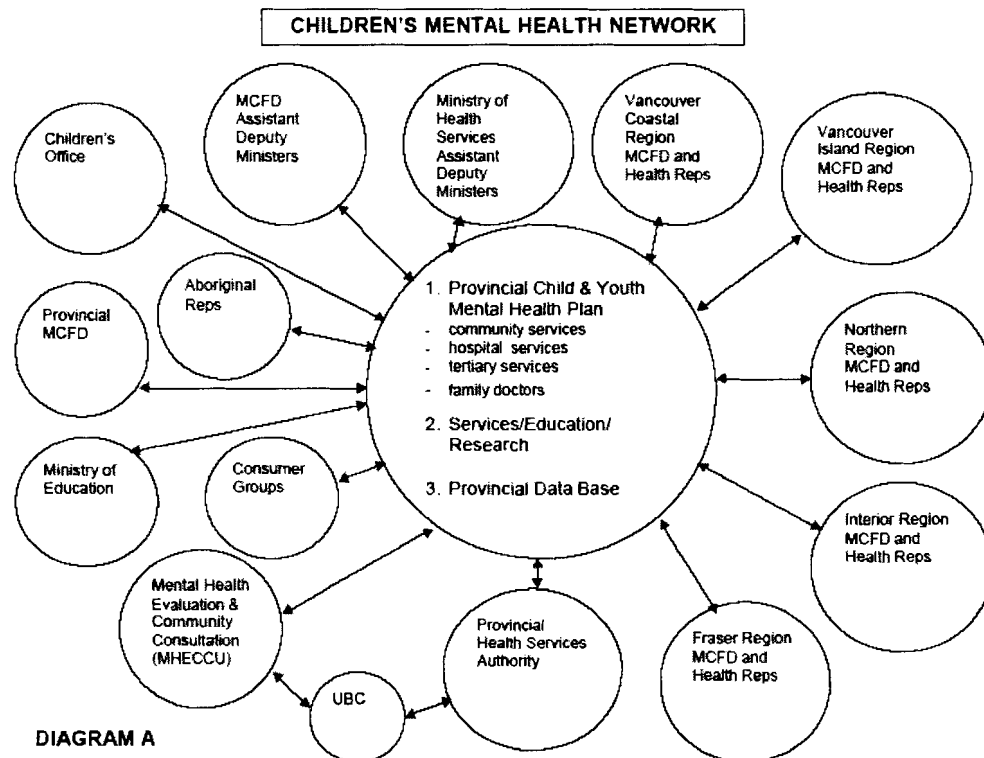 CHILDREN'S MENTAL HEALTH NETWORK
Children's
Office
MCFD
Assistant
Deputy
Ministers
Ministry of
Health
Services
Assistant
Deputy
Ministers
Vancouver
Coastal
Region
MCFD and
Health Reps
Vancouver
Island Region
MCFD and
Health Reps
Aboriginal
Reps
Provincial
MCFD
1. Provincial Child & Youth
Mental Health Plan
- community services
- hospital services
- tertiary services
- family doctors
2. Services/Education/
Research
3. Provincial Data Base
Northern
Region
MCFD and
Health Reps
Ministry of
Education
Consumer
Groups
Interior Region
MCFD and
Health Reps
Mental Health
Evaluation &
Community
Consultation
(MHECCU)
Provincial
Health Services
Authority
Fraser Region
MCFD and
Health Reps
UBC
DIAGRAM A